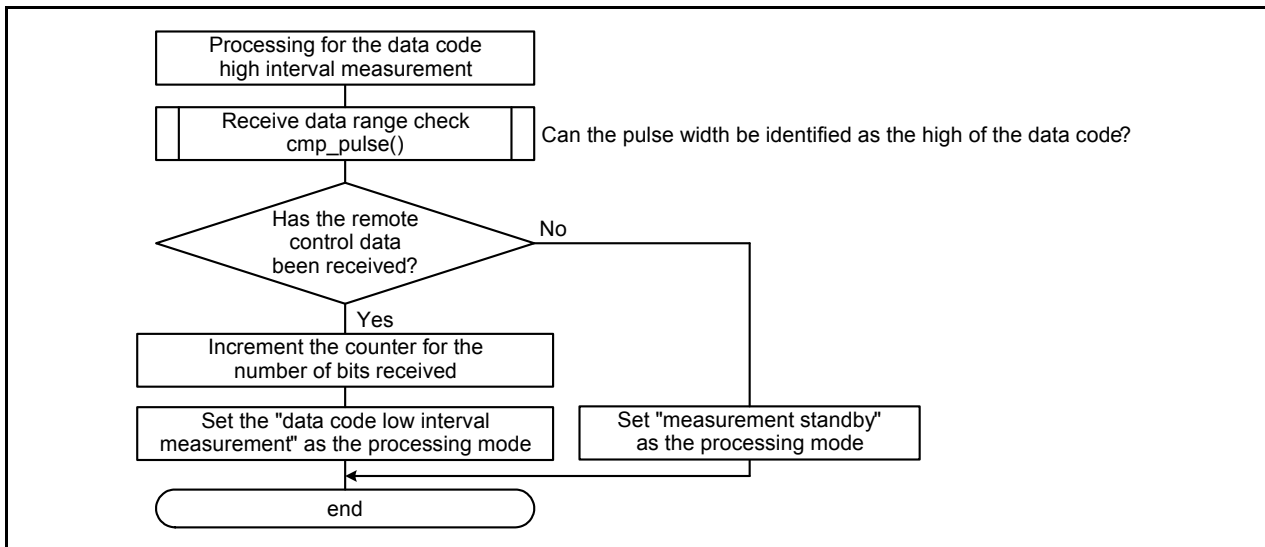 Processing for the data code
high interval measurement
Receive data range check
cmp_pulse()
Can the pulse width be identified as the high of the data code?
Has the remote
control data
been received?
No
Yes
Increment the counter for the
number of bits received
Set the "data code low interval
measurement" as the processing mode
Set "measurement standby"
as the processing mode
end